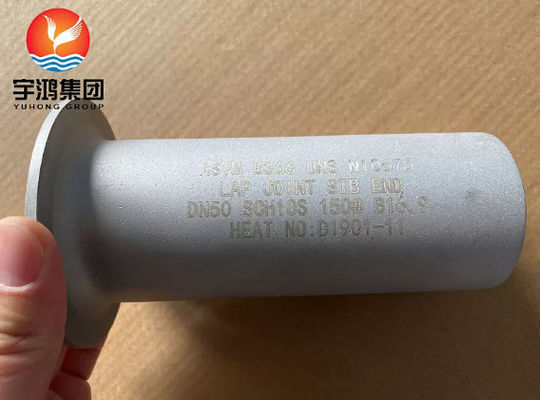 宇鸿集团
YUHONG GROUP
ASTM B366 UNS N10675
LAP JOINT STB END
DN50 SCH10S 150# B16.9
HEAT NO:D1901-11